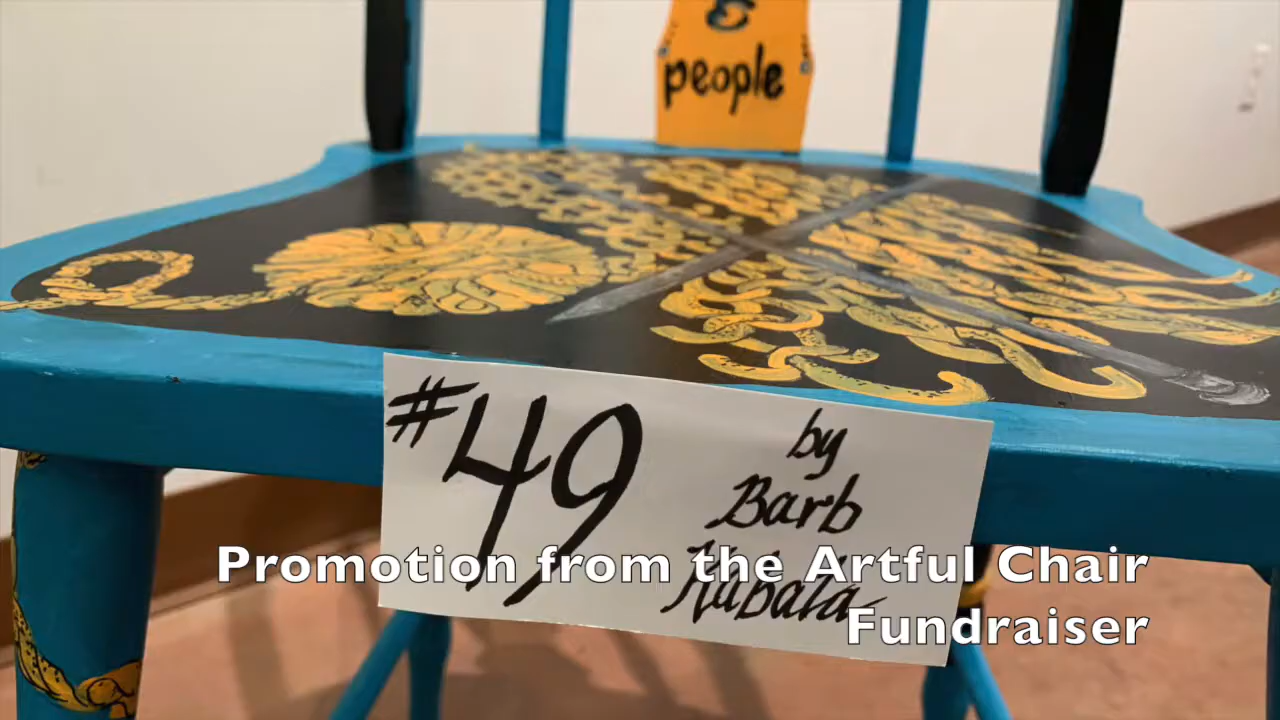 &
people
#49
by
Barb
Kubala
Promotion from the Artful Chair
Fundraiser